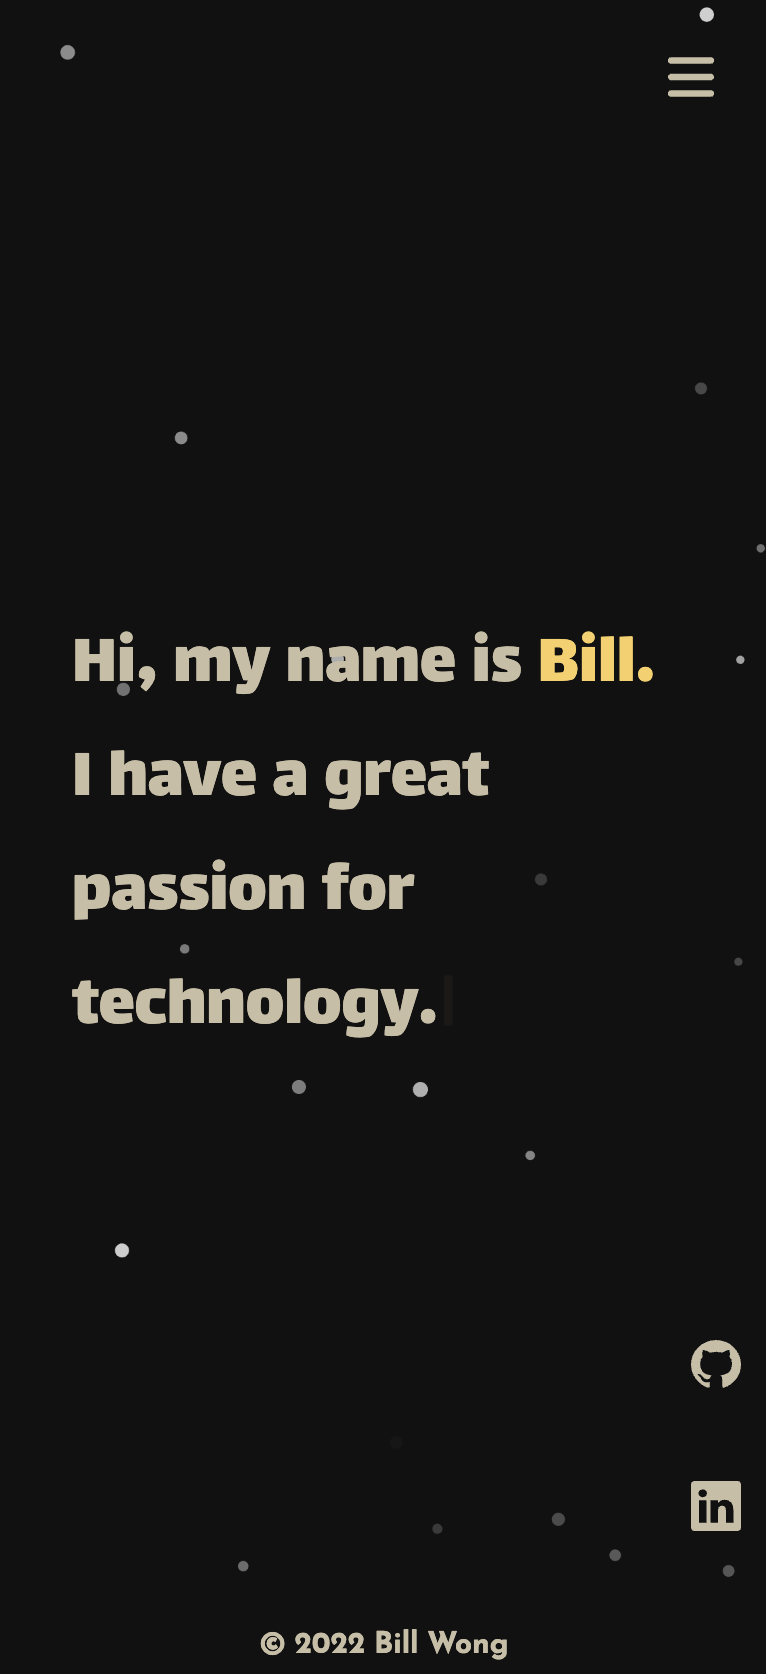 Hi, my name is Bill.
I have a great
passion for
technology.
in
© 2022 Bill Wong